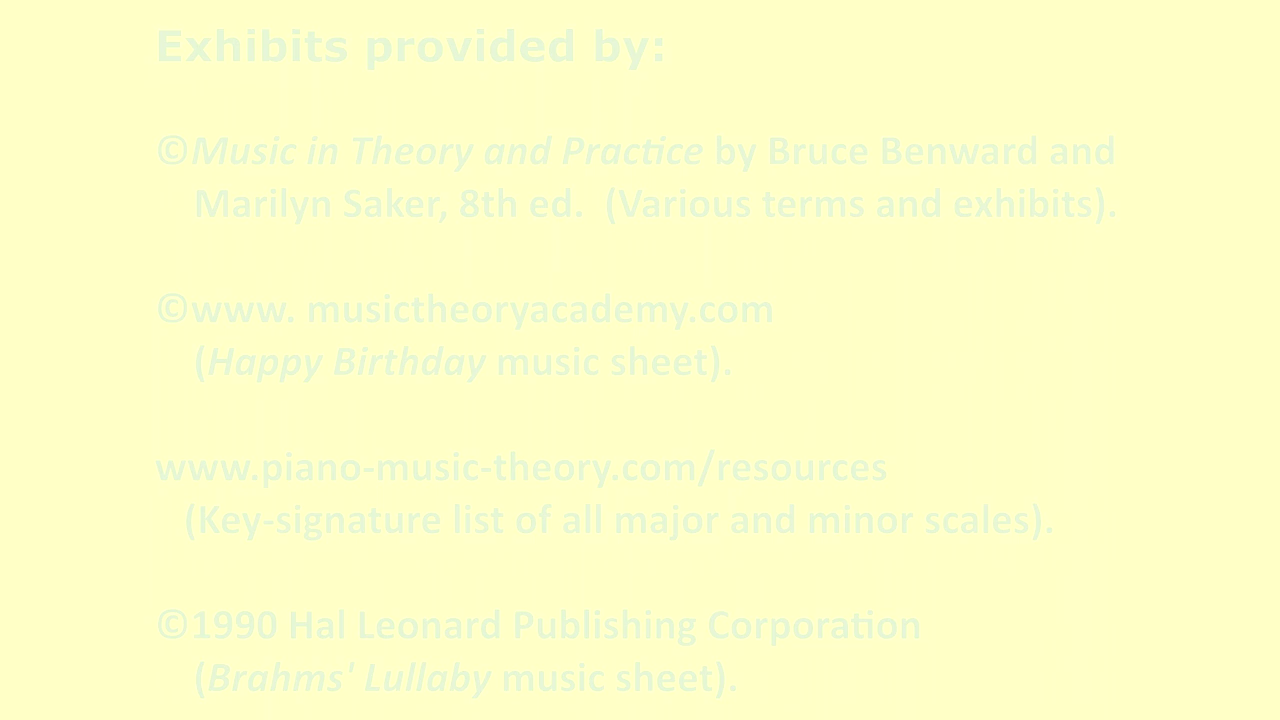 Exhibits provided by:
©Music in Theory and Practice by Bruce Benward and
Marilyn Saker, 8th ed.  (Various terms and exhibits).
©www. musictheoryacademy.com
(Happy Birthday music sheet).
www.piano-music-theory.com/resources
(Key-signature list of all major and minor scales).
©1990 Hal Leonard Publishing Corporation
(Brahms' Lullaby music sheet).